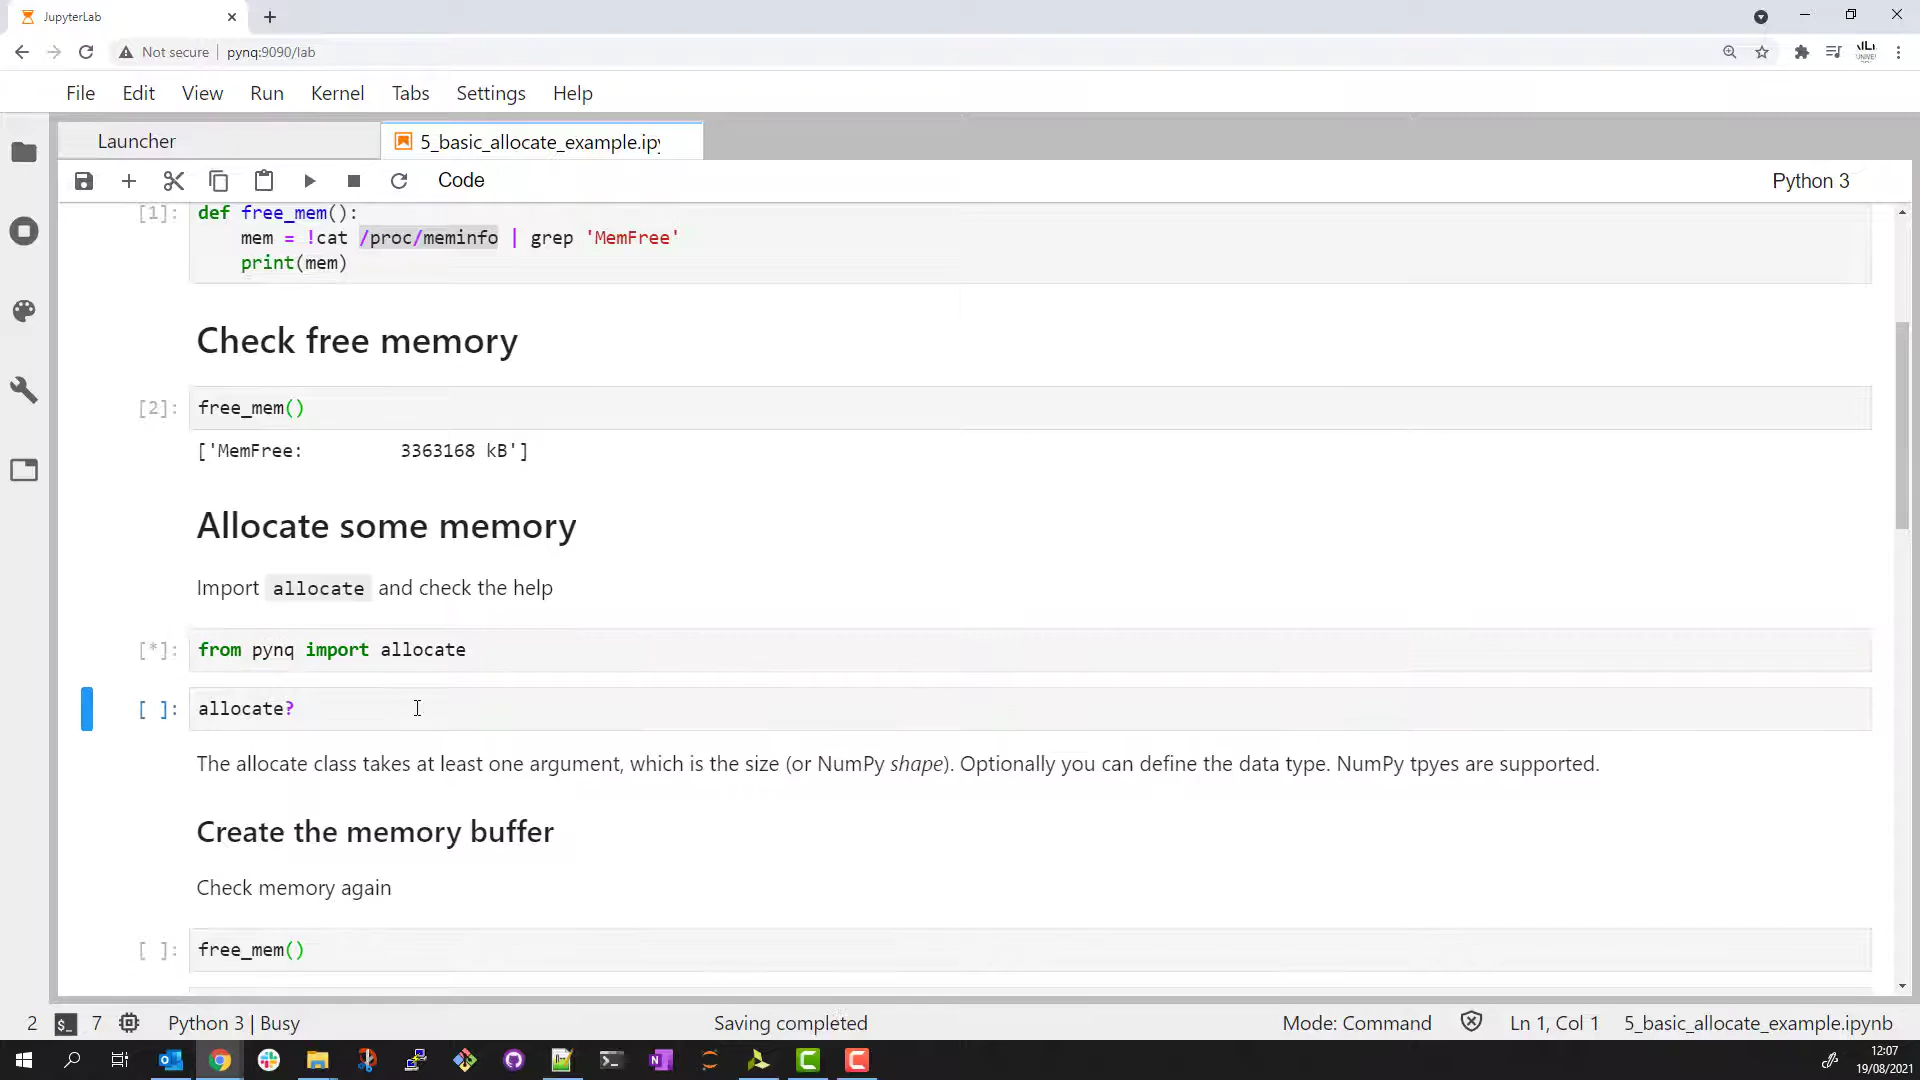 JupyterLab
Not secure
pynq:9090/lab
File Edit View Run Kernel Tabs Settings Help
Launcher
5_basic_allocate_example.ipy
Code
Python 3
[1]: def free_mem():
mem = !cat /proc/meminfo | grep 'MemFree'
print(mem)
Check free memory
[2]: free_mem()
['MemFree:         3363168 kB']
Allocate some memory
Import allocate and check the help
[*]: from pynq import allocate
[ ]: allocate?
The allocate class takes at least one argument, which is the size (or NumPy shape). Optionally you can define the data type. NumPy tpyes are supported.
Create the memory buffer
Check memory again
[ ]: free_mem()
2 $_ 7 Python 3 | Busy Saving completed Mode: Command Ln 1, Col 1 5_basic_allocate_example.ipynb
12:07
19/08/2021